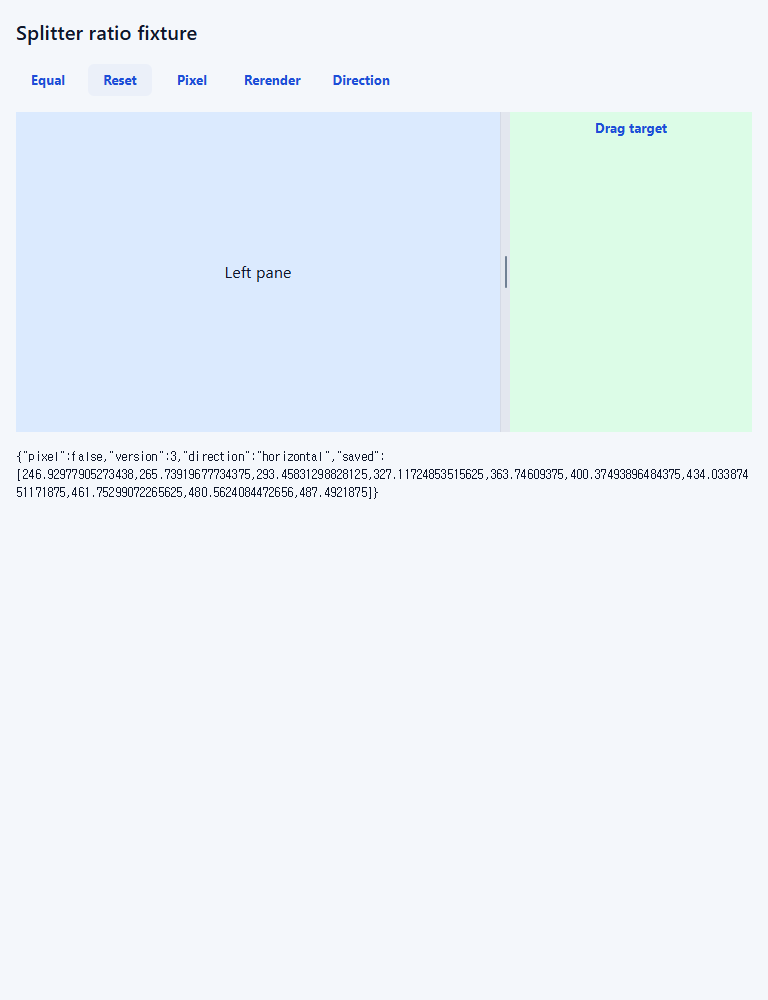 Splitter ratio fixture
Equal Reset Pixel Rerender Direction
Drag target
Left pane
{"pixel":false,"version":3,"direction":"horizontal","saved":
[246.92977905273438,265.73919677734375,293.45831298828125,327.11724853515625,363.74609375,400.37493896484375,434.033874
51171875,461.75299072265625,480.5624084472656,487.4921875]}